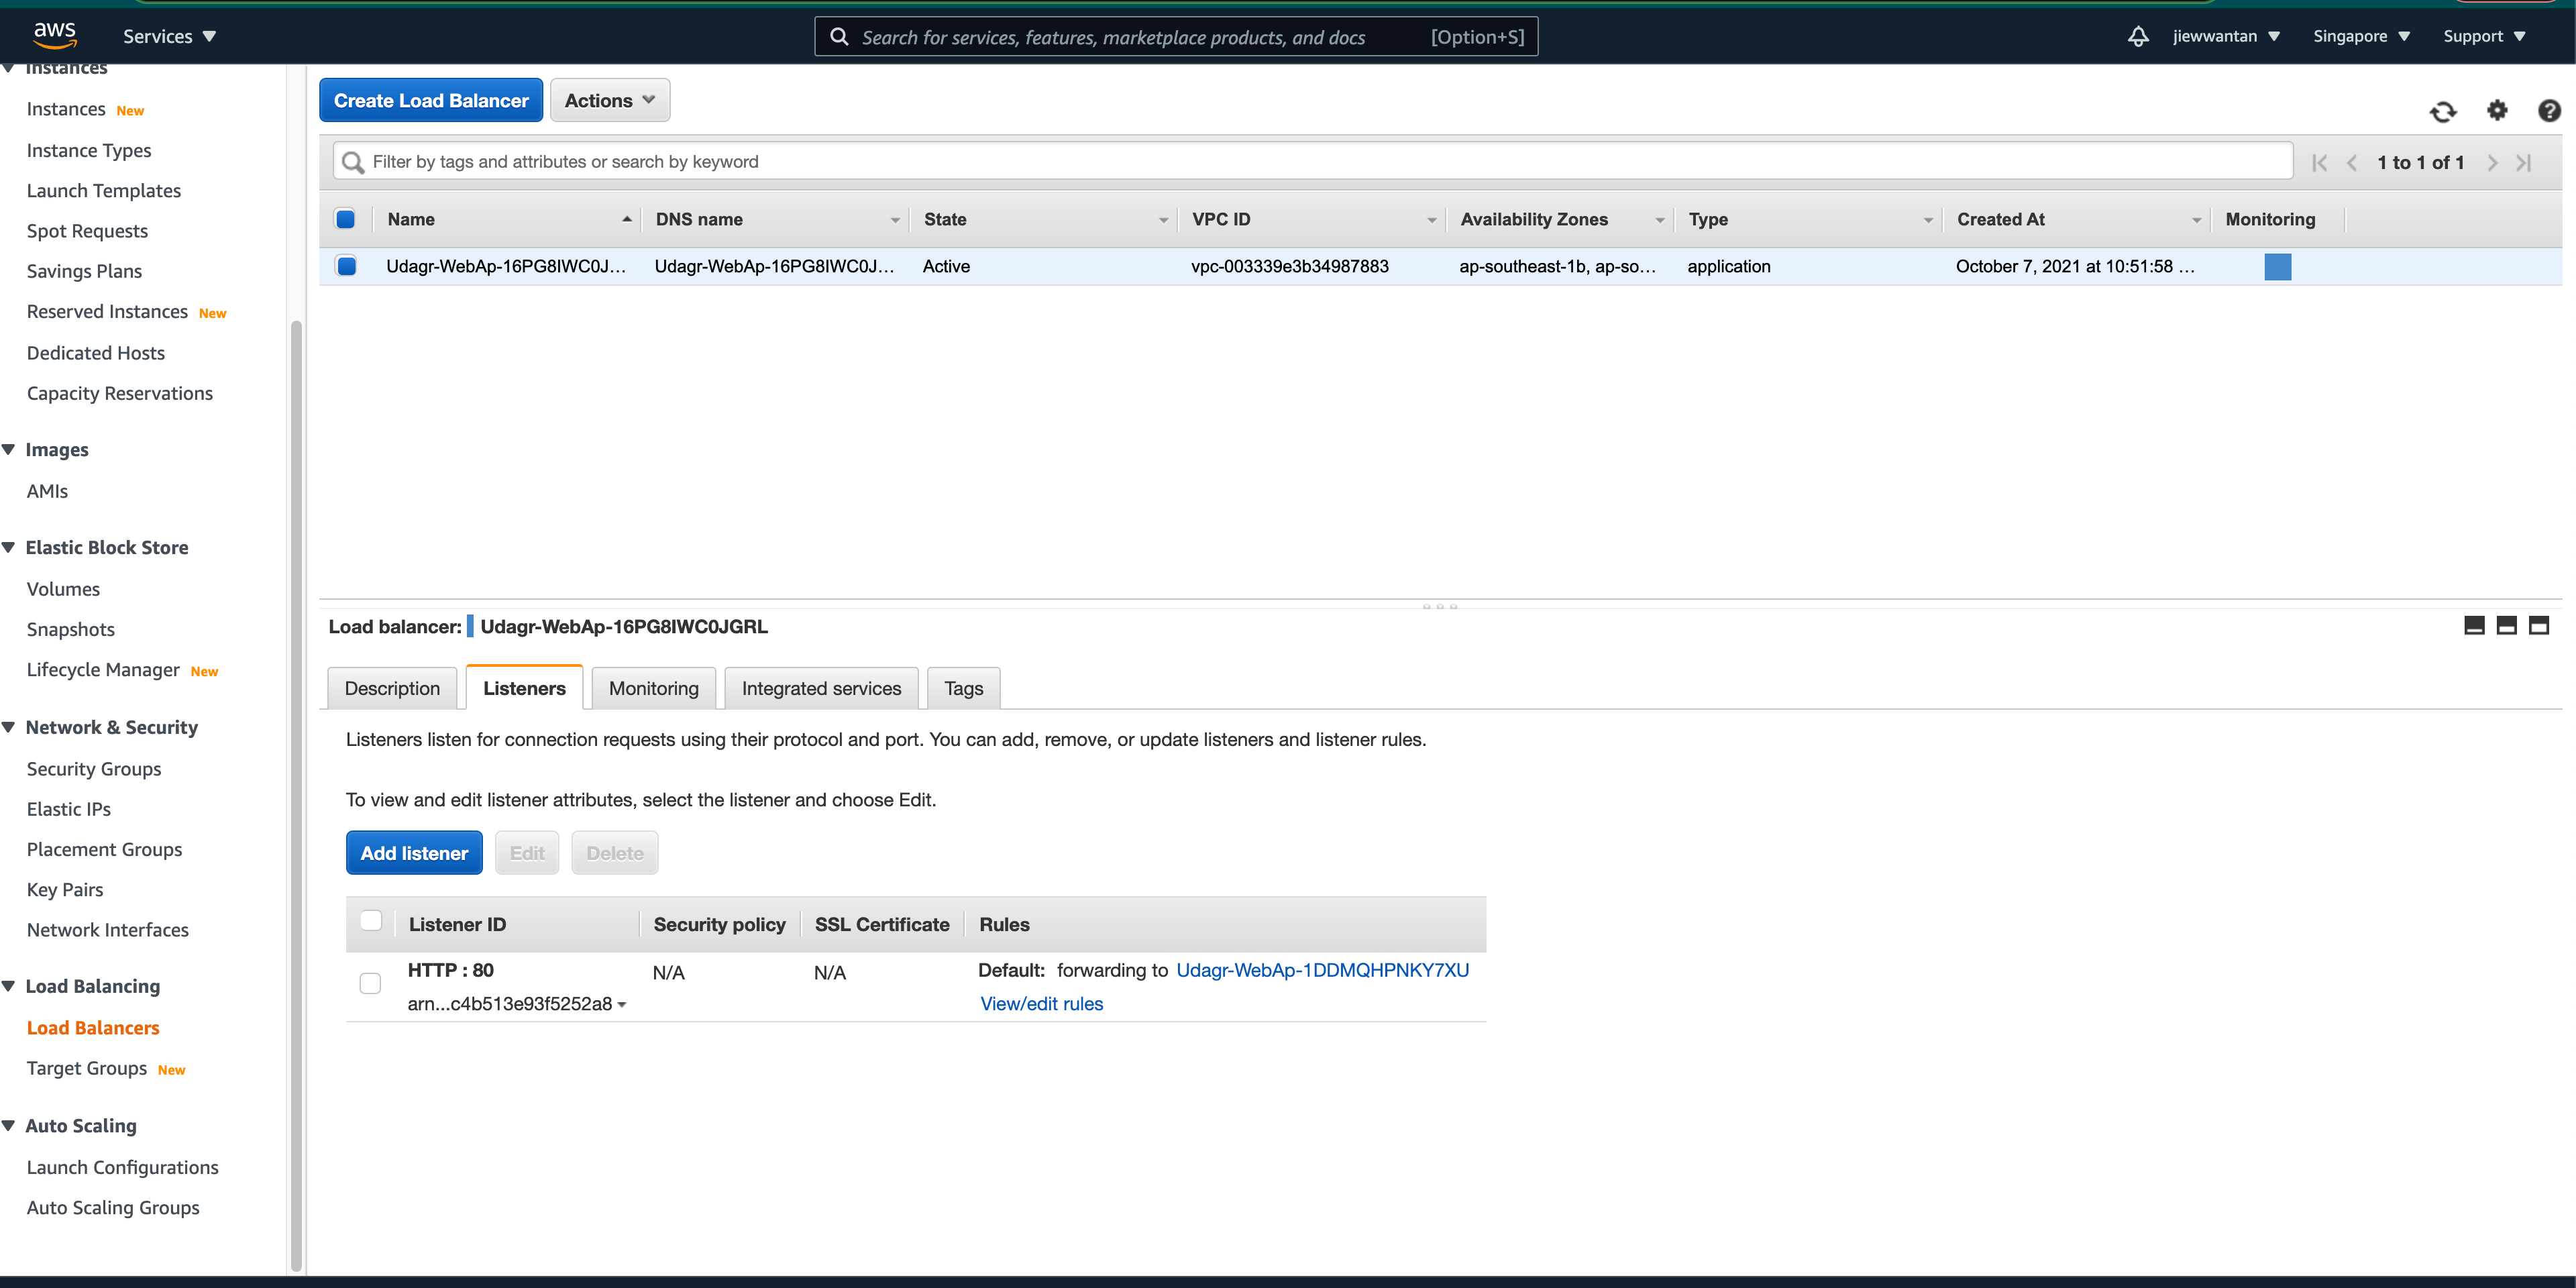 aws
Services
Search for services, features, marketplace products, and docs
[Option+S]
jiewwantan
Singapore
Support
Instances
Instances New
Instance Types
Launch Templates
Spot Requests
Savings Plans
Reserved Instances New
Dedicated Hosts
Capacity Reservations
Images
AMIs
Elastic Block Store
Volumes
Snapshots
Lifecycle Manager New
Network & Security
Security Groups
Elastic IPs
Placement Groups
Key Pairs
Network Interfaces
Load Balancing
Load Balancers
Target Groups New
Auto Scaling
Launch Configurations
Auto Scaling Groups
Create Load Balancer
Actions
Filter by tags and attributes or search by keyword
1 to 1 of 1
Name DNS name State VPC ID Availability Zones Type Created At Monitoring
Udagr-WebAp-16PG8IWC0J... Udagr-WebAp-16PG8IWC0J... Active vpc-003339e3b34987883 ap-southeast-1b, ap-so... application October 7, 2021 at 10:51:58 ...
Load balancer: Udagr-WebAp-16PG8IWC0JGRL
Description Listeners Monitoring Integrated services Tags
Listeners listen for connection requests using their protocol and port. You can add, remove, or update listeners and listener rules.
To view and edit listener attributes, select the listener and choose Edit.
Add listener Edit Delete
Listener ID Security policy SSL Certificate Rules
HTTP : 80 N/A N/A Default: forwarding to Udagr-WebAp-1DDMQHPNKY7XU
arn...c4b513e93f5252a8 View/edit rules